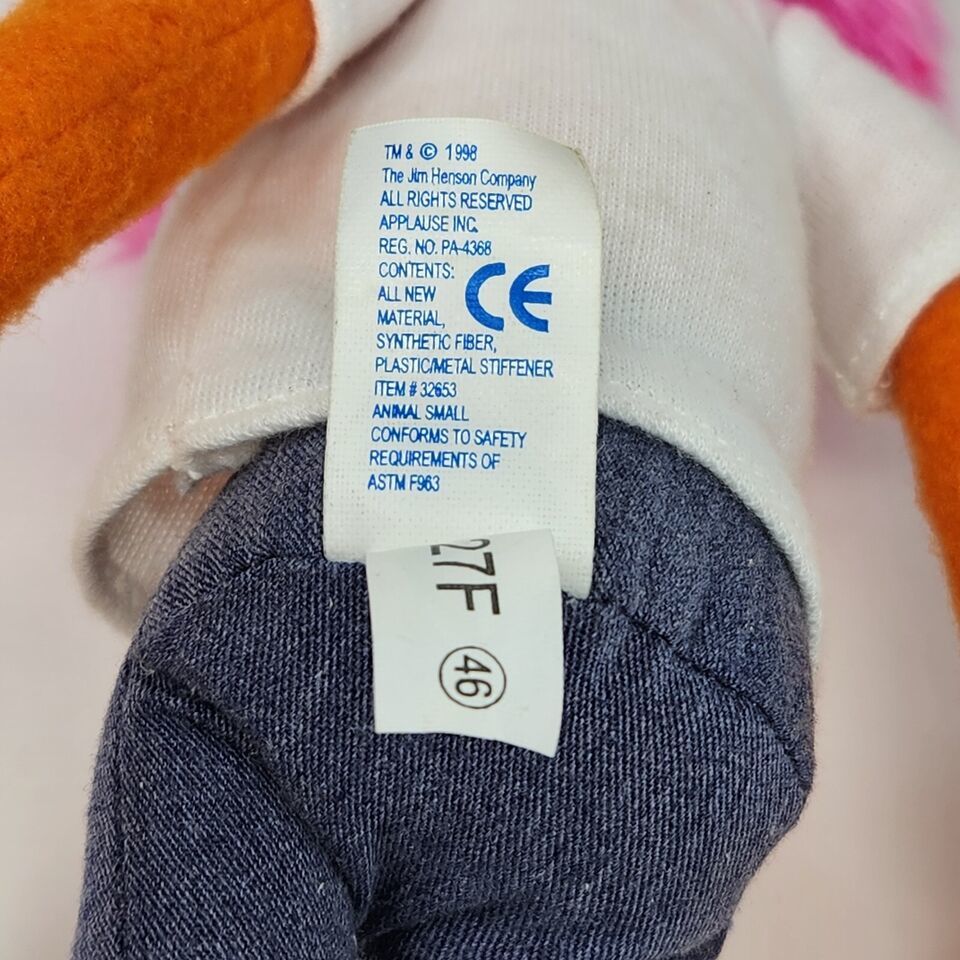 TM & © 1998
The Jim Henson Company
ALL RIGHTS RESERVED
APPLAUSE INC.
REG. NO. PA-4368
CONTENTS:
ALL NEW
MATERIAL,
CE
SYNTHETIC FIBER,
PLASTIC/METAL STIFFENER
ITEM # 32653
ANIMAL SMALL
CONFORMS TO SAFETY
REQUIREMENTS OF
ASTM F963
27F
46